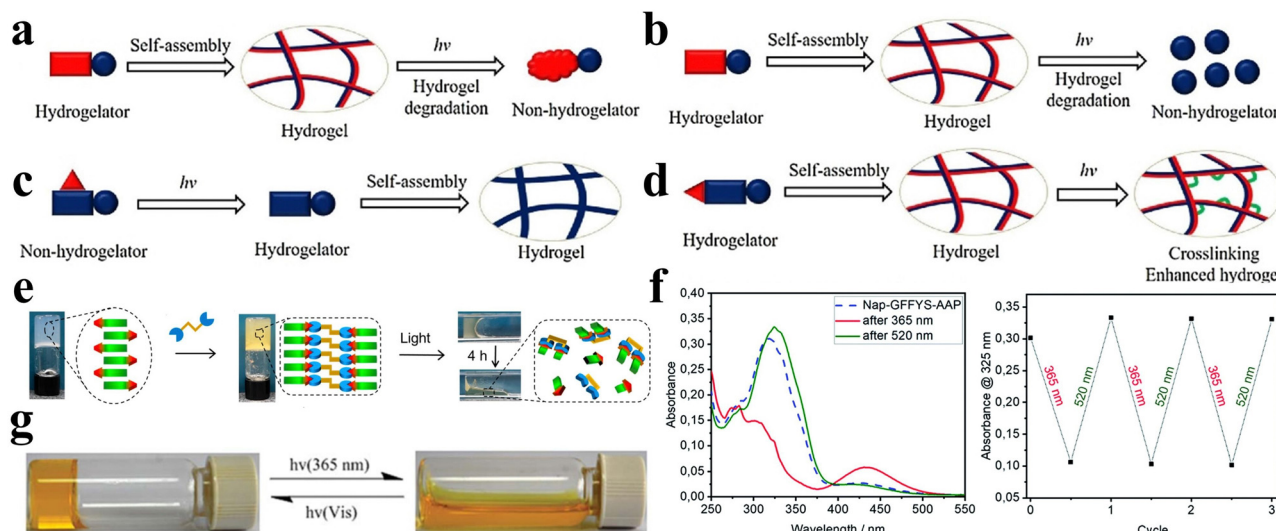 a
Self-assembly
hν
Hydrogel
degradation
Hydrogelator
Hydrogel
Non-hydrogelator
b
Self-assembly
hν
Hydrogel
degradation
Hydrogelator
Hydrogel
Non-hydrogelator
c
hν
Self-assembly
Non-hydrogelator
Hydrogelator
Hydrogel
d
Self-assembly
hν
Hydrogelator
Hydrogel
Crosslinking
Enhanced hydroge
e
Light
4 h
f
0,40
0,35
0,30
0,25
0,20
0,15
0,10
0,05
0,00
Absorbance
Nap-GFFYS-AAP
after 365 nm
after 520 nm
250 300 350 400 450 500 550
Wavelength / nm
0,35
0,30
0,25
0,20
0,15
0,10
0,05
Absorbance @ 325 nm
365 nm
520 nm
365 nm
520 nm
365 nm
520 nm
0 1 2 3
Cycle
g
hν(365 nm)
hν(Vis)